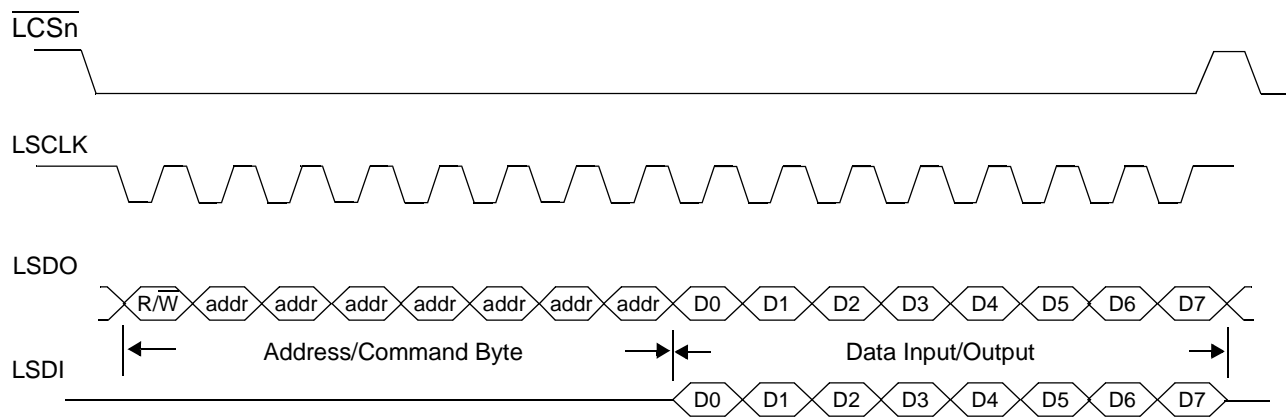 LCSn
LSCLK
LSDO
R/W addr addr addr addr addr addr addr D0 D1 D2 D3 D4 D5 D6 D7
Address/Command Byte Data Input/Output
LSDI
D0 D1 D2 D3 D4 D5 D6 D7